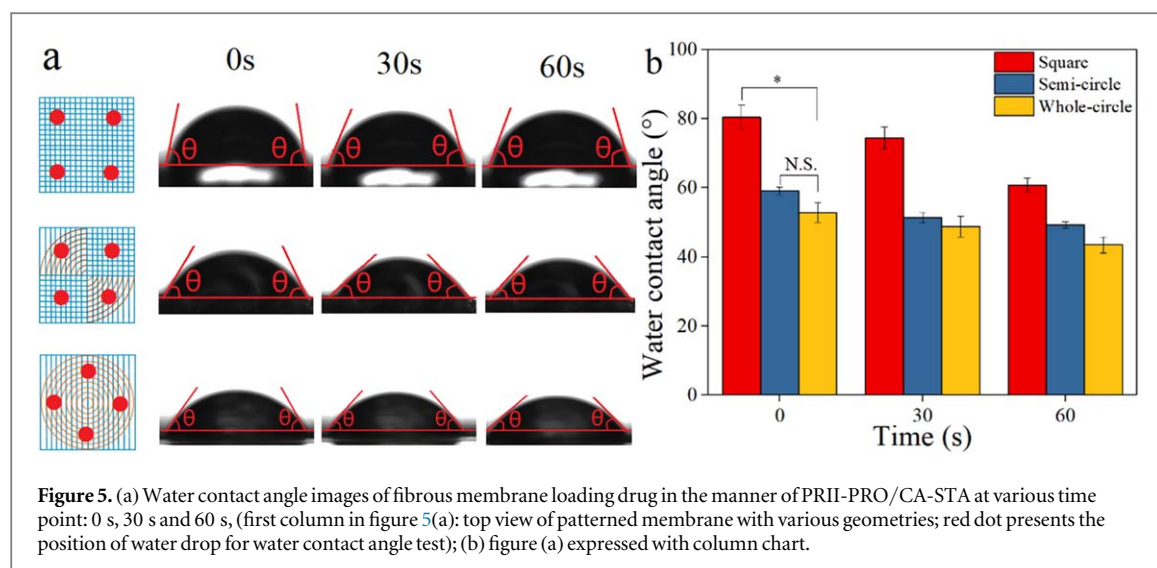 a
0s 30s 60s
θ θ θ θ θ θ
θ θ θ θ θ θ
θ θ θ θ θ θ
b
100
80
60
40
20
0
Water contact angle (°)
Square
Semi-circle
Whole-circle
*
N.S.
0 30 60
Time (s)
Figure 5. (a) Water contact angle images of fibrous membrane loading drug in the manner of PRII-PRO/CA-STA at various time
point: 0 s, 30 s and 60 s, (first column in figure 5(a): top view of patterned membrane with various geometries; red dot presents the
position of water drop for water contact angle test); (b) figure (a) expressed with column chart.